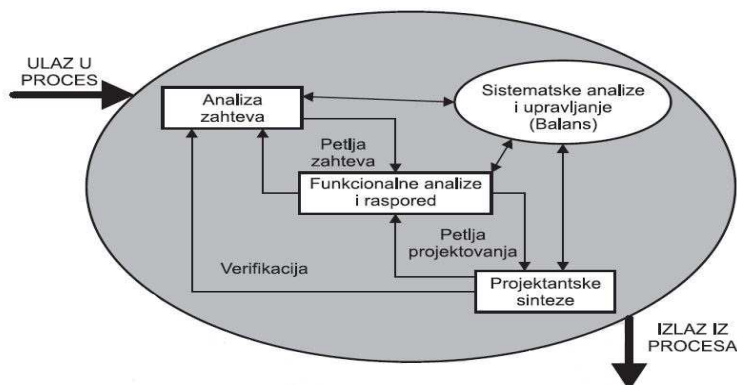 ULAZ U
PROCES
Analiza
zahteva
Sistematske analize
i upravljanje
(Balans)
Petlja
zahteva
Funkcionalne analize
i raspored
Petlja
projektovanja
Verifikacija
Projektantske
sinteze
IZLAZ IZ
PROCESA